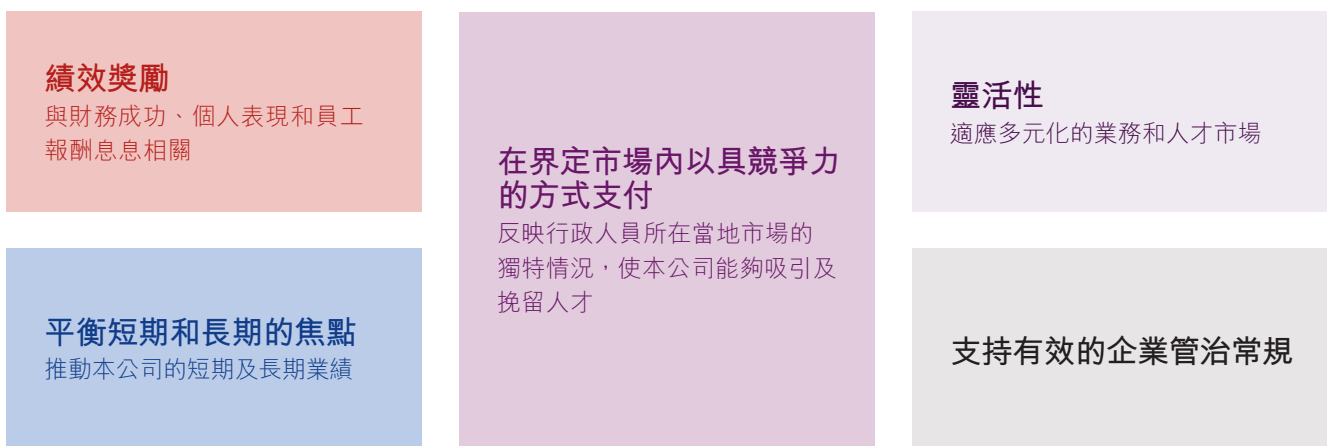 績效獎勵
與財務成功、個人表現和員工
報酬息息相關
平衡短期和長期的焦點
推動本公司的短期及長期業績
在界定市場內以具競爭力
的方式支付
反映行政人員所在當地市場的
獨特情況，使本公司能夠吸引及
挽留人才
靈活性
適應多元化的業務和人才市場
支持有效的企業管治常規